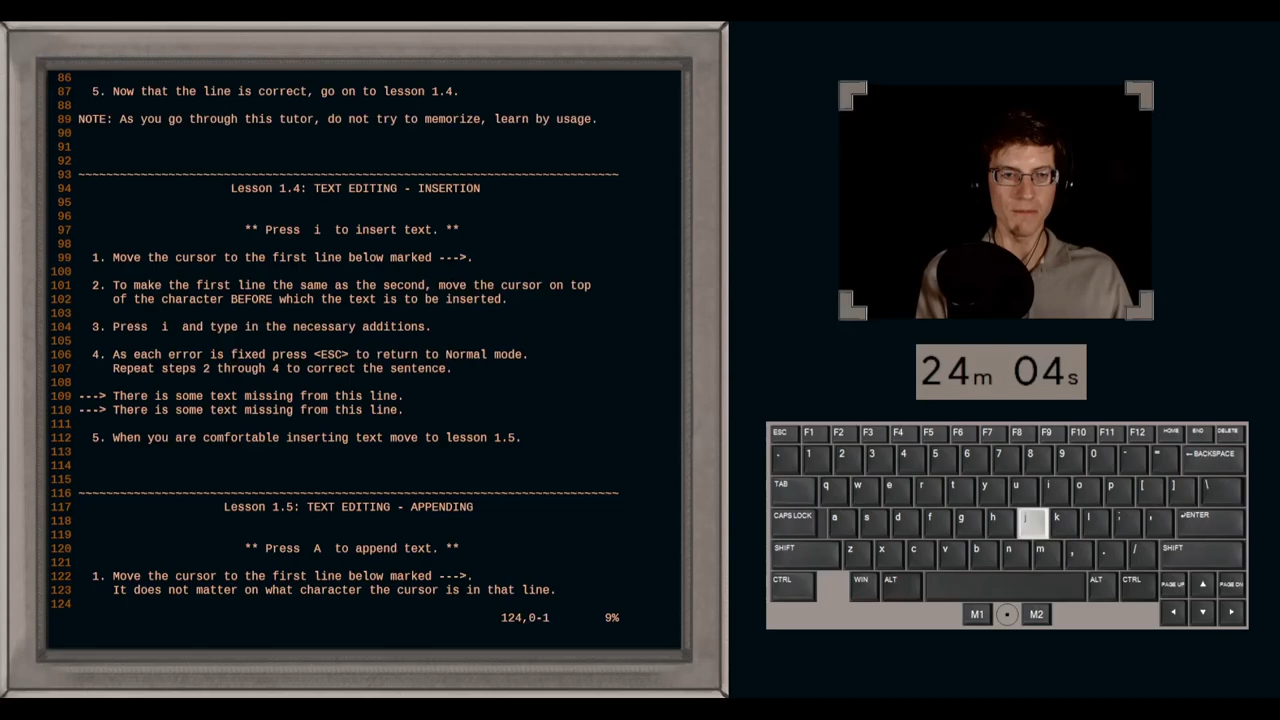 86
87 5. Now that the line is correct, go on to lesson 1.4.
88
89 NOTE: As you go through this tutor, do not try to memorize, learn by usage.
90
91
92
93 ~~~~~~~~~~~~~~~~~~~~~~~~~~~~~~~~~~~~~~~~~~~~~~~~~~~~~~~~~~~~~~~~~~~~~~~~~~~~~~
94 Lesson 1.4: TEXT EDITING - INSERTION
95
96
97 ** Press i to insert text. **
98
99 1. Move the cursor to the first line below marked --->.
100
101 2. To make the first line the same as the second, move the cursor on top
102 of the character BEFORE which the text is to be inserted.
103
104 3. Press i and type in the necessary additions.
105
106 4. As each error is fixed press <ESC> to return to Normal mode.
107 Repeat steps 2 through 4 to correct the sentence.
108
109 ---> There is some text missing from this line.
110 ---> There is some text missing from this line.
111
112 5. When you are comfortable inserting text move to lesson 1.5.
113
114
115
116 ~~~~~~~~~~~~~~~~~~~~~~~~~~~~~~~~~~~~~~~~~~~~~~~~~~~~~~~~~~~~~~~~~~~~~~~~~~~~~~
117 Lesson 1.5: TEXT EDITING - APPENDING
118
119
120 ** Press A to append text. **
121
122 1. Move the cursor to the first line below marked --->.
123 It does not matter on what character the cursor is in that line.
124
124,0-1 9%
24m 04s
ESC F1 F2 F3 F4 F5 F6 F7 F8 F9 F10 F11 F12 HOME END DELETE
. 1 2 3 4 5 6 7 8 9 0 - = ←BACKSPACE
TAB q w e r t y u i o p [ ] \
CAPS LOCK a s d f g h j k l ; , ↵ENTER
SHIFT z x c v b n m , . / SHIFT
CTRL WIN ALT ALT CTRL PAGE UP ▲ PAGE DN
M1 M2 ◄ ▼ ►